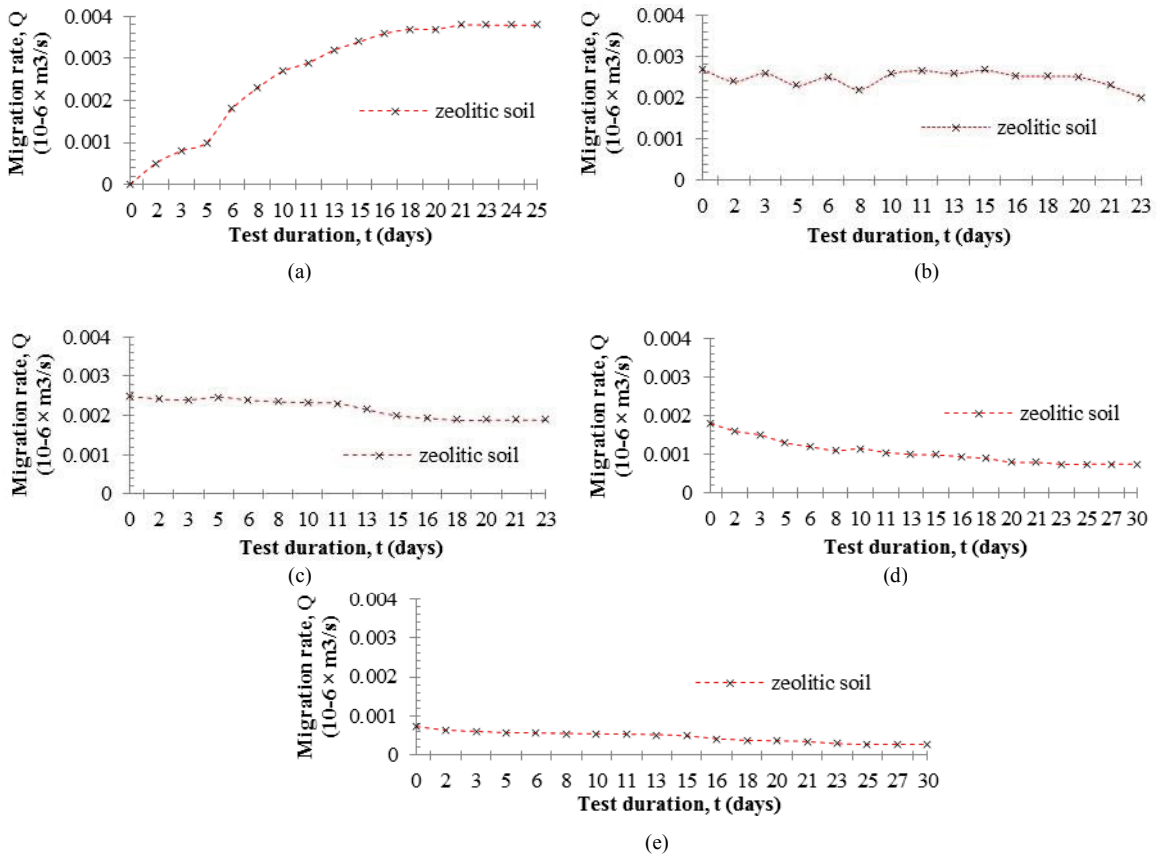 Migration rate, Q
(10-6 × m3/s)
0.004
0.003
0.002
0.001
0
zeolitic soil
0 2 3 5 6 8 10 11 13 15 16 18 20 21 23 24 25
Test duration, t (days)
(a)
Migration rate, Q
(10-6 × m3/s)
0.004
0.003
0.002
0.001
0
zeolitic soil
0 2 3 5 6 8 10 11 13 15 16 18 20 21 23
Test duration, t (days)
(b)
Migration rate, Q
(10-6 × m3/s)
0.004
0.003
0.002
0.001
0
zeolitic soil
0 2 3 5 6 8 10 11 13 15 16 18 20 21 23
Test duration, t (days)
(c)
Migration rate, Q
(10-6 × m3/s)
0.004
0.003
0.002
0.001
0
zeolitic soil
0 2 3 5 6 8 10 11 13 15 16 18 20 21 23 25 27 30
Test duration, t (days)
(d)
Migration rate, Q
(10-6 × m3/s)
0.004
0.003
0.002
0.001
0
zeolitic soil
0 2 3 5 6 8 10 11 13 15 16 18 20 21 23 25 27 30
Test duration, t (days)
(e)